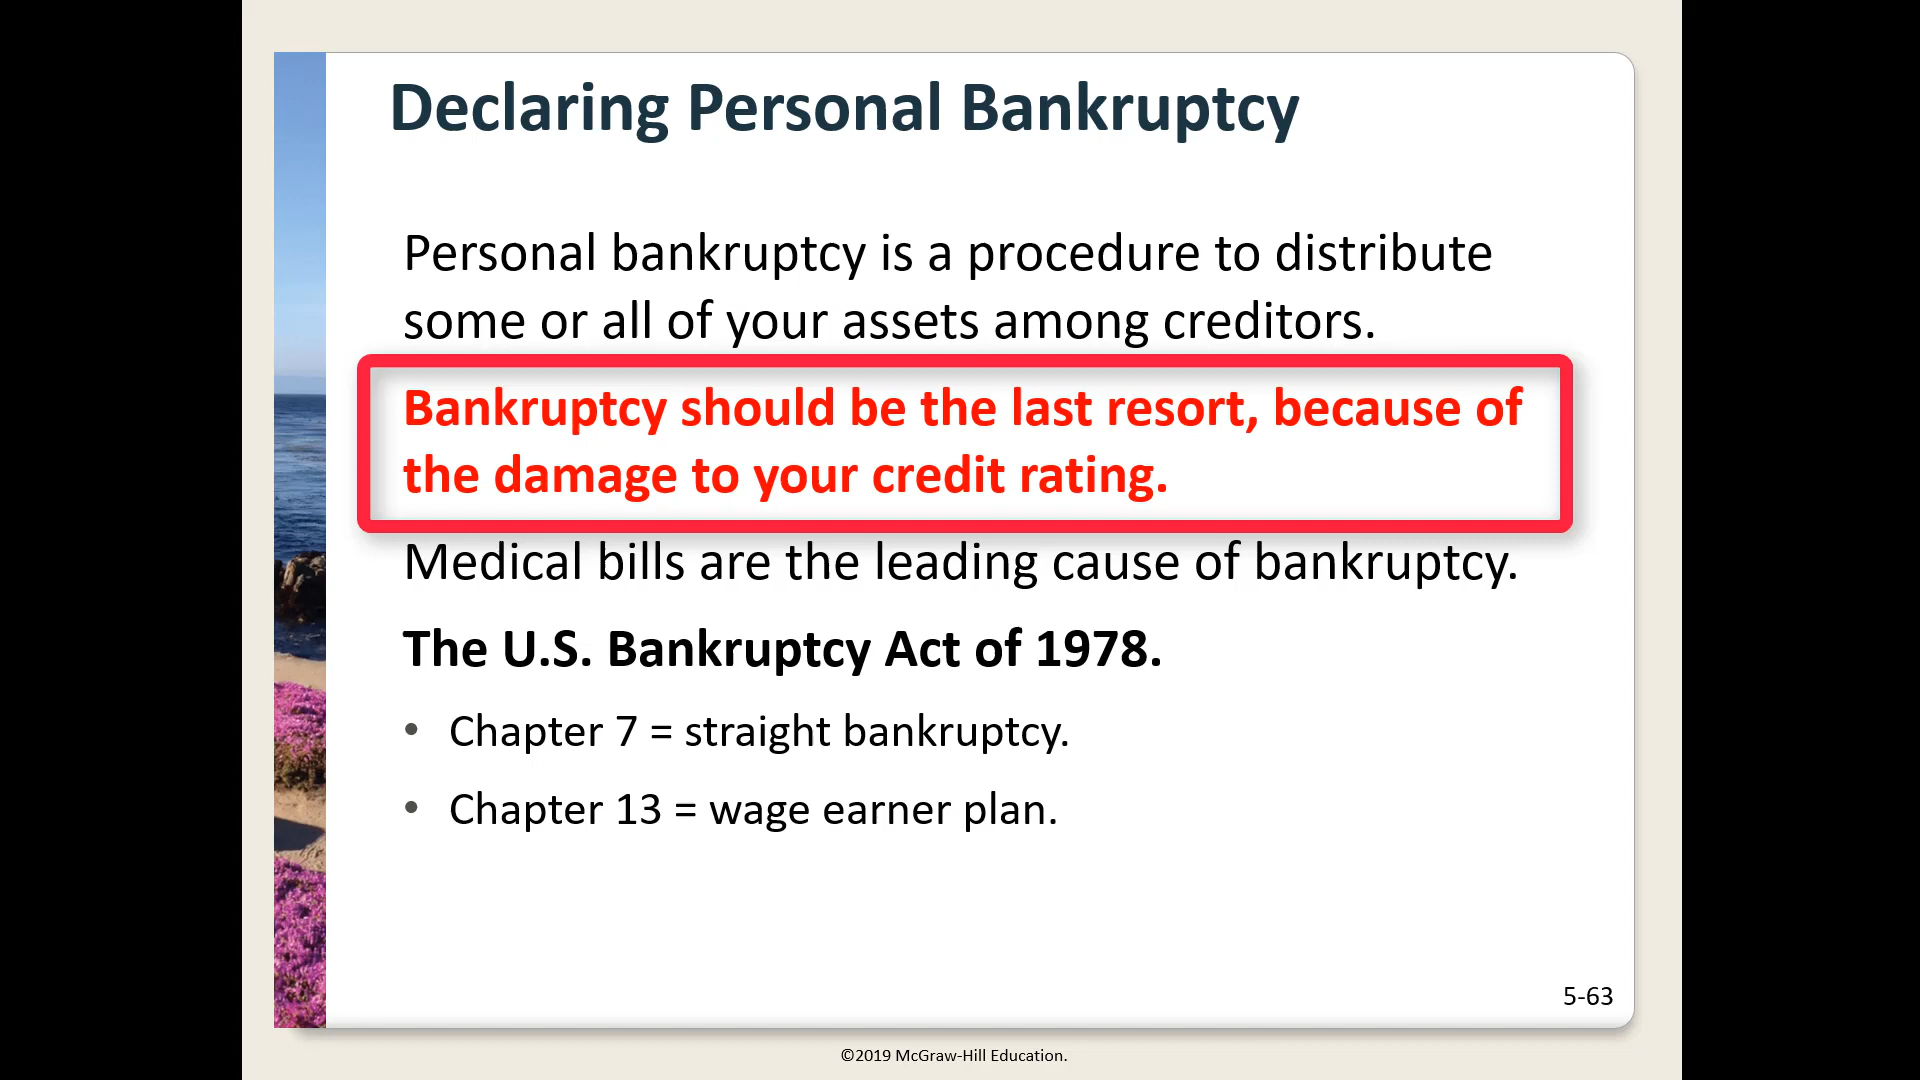 Declaring Personal Bankruptcy
Personal bankruptcy is a procedure to distribute
some or all of your assets among creditors.
Bankruptcy should be the last resort, because of
the damage to your credit rating.
Medical bills are the leading cause of bankruptcy.
The U.S. Bankruptcy Act of 1978.
• Chapter 7 = straight bankruptcy.
• Chapter 13 = wage earner plan.
5-63
©2019 McGraw-Hill Education.